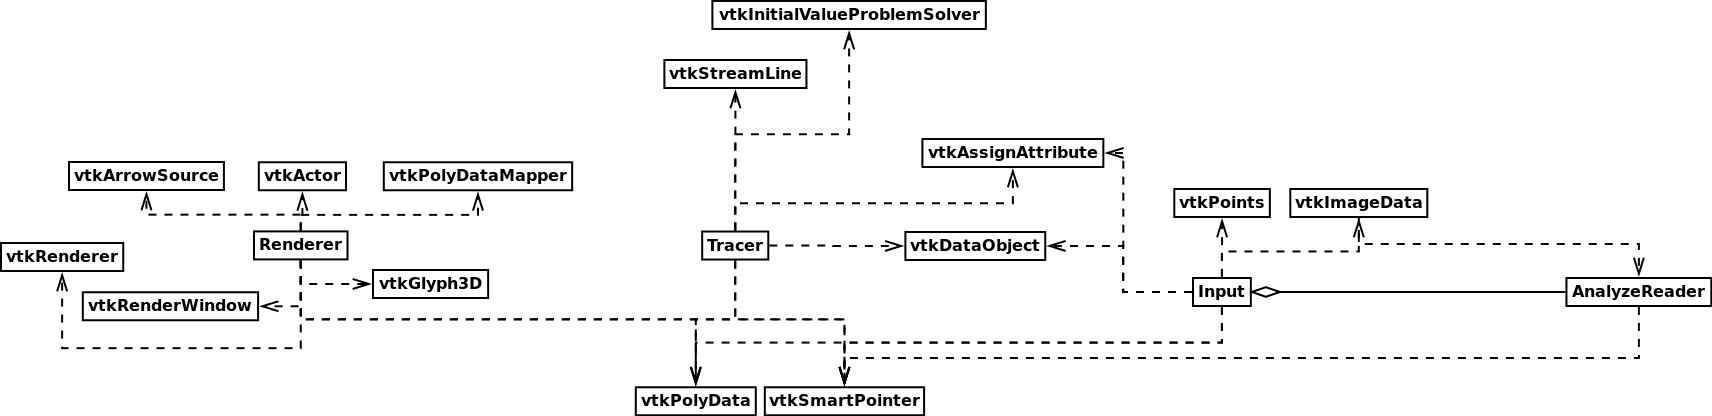 vtkInitialValueProblemSolver
vtkStreamLine
vtkAssignAttribute
vtkArrowSource
vtkActor
vtkPolyDataMapper
vtkPoints
vtkImageData
Renderer
Tracer
vtkDataObject
vtkRenderer
vtkGlyph3D
Input
AnalyzeReader
vtkRenderWindow
vtkPolyData
vtkSmartPointer